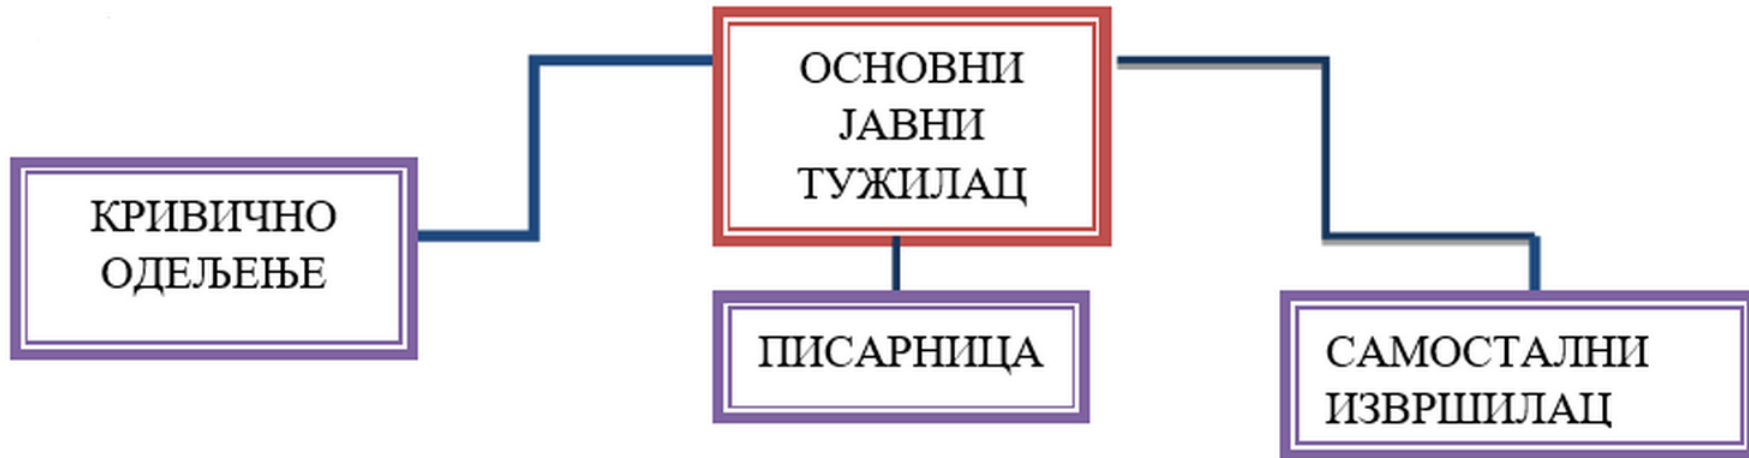 ОСНОВНИ
ЈАВНИ
ТУЖИЛАЦ
КРИВИЧНО
ОДЕЉЕЊЕ
ПИСАРНИЦА
САМОСТАЛНИ
ИЗВРШИЛАЦ